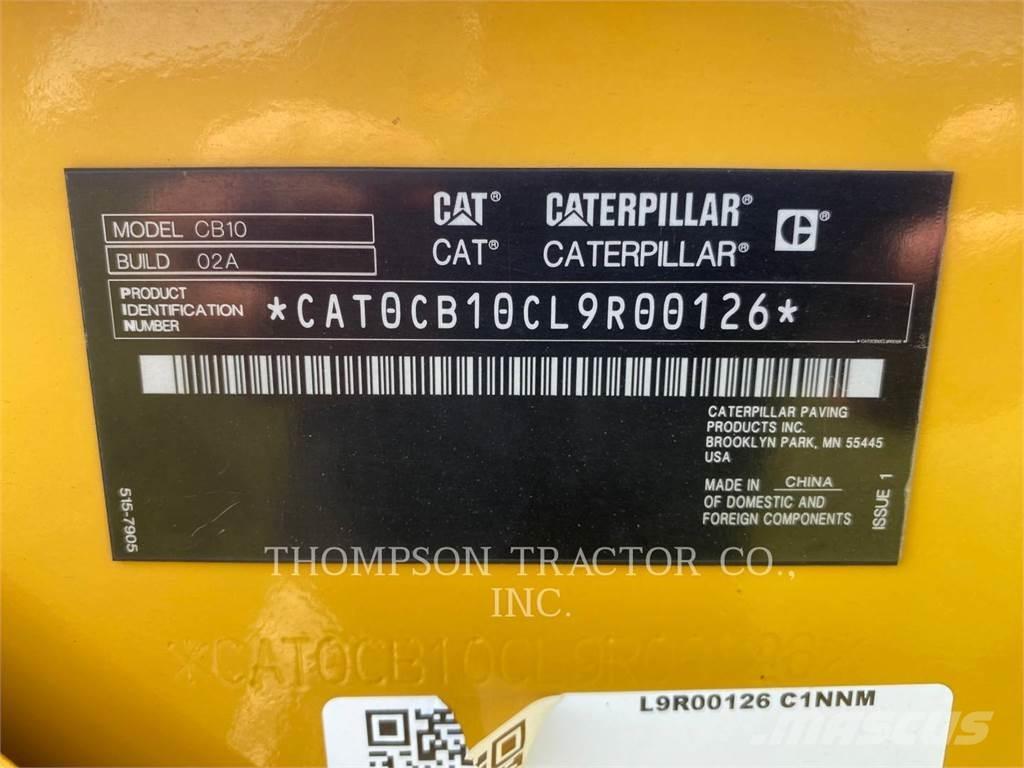 MODEL CB10
BUILD 02A
CAT® CATERPILLAR® C®
CAT® CATERPILLAR®
PRODUCT
IDENTIFICATION
NUMBER
*CAT0CB10CL9R00126*
CATERPILLAR PAVING
PRODUCTS INC.
BROOKLYN PARK, MN 55445
USA
MADE IN CHINA
OF DOMESTIC AND
FOREIGN COMPONENTS
ISSUE 1
515-7905
THOMPSON TRACTOR CO.,
INC.
*CAT0CB10CL9R00126*
L9R00126 C1NNM
MASCUS